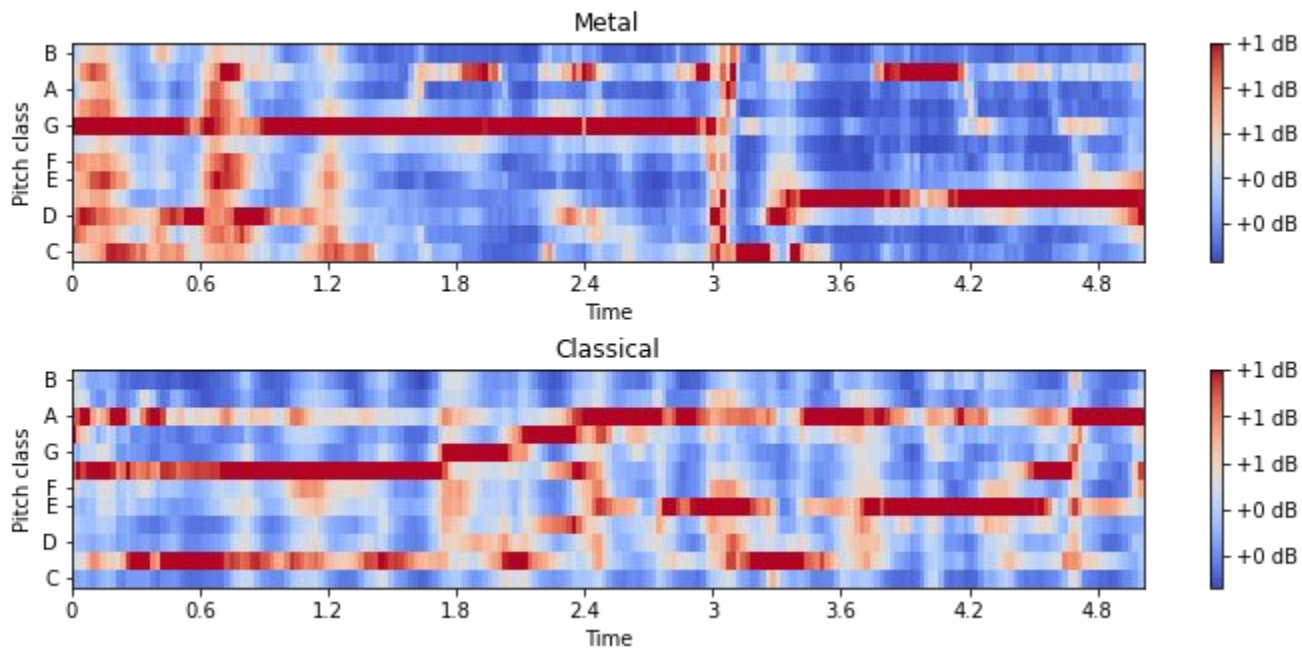 Metal
Pitch class
B
A
G
F
E
D
C
0 0.6 1.2 1.8 2.4 3 3.6 4.2 4.8
Time
+1 dB
+1 dB
+1 dB
+0 dB
+0 dB
Classical
Pitch class
B
A
G
F
E
D
C
0 0.6 1.2 1.8 2.4 3 3.6 4.2 4.8
Time
+1 dB
+1 dB
+1 dB
+0 dB
+0 dB